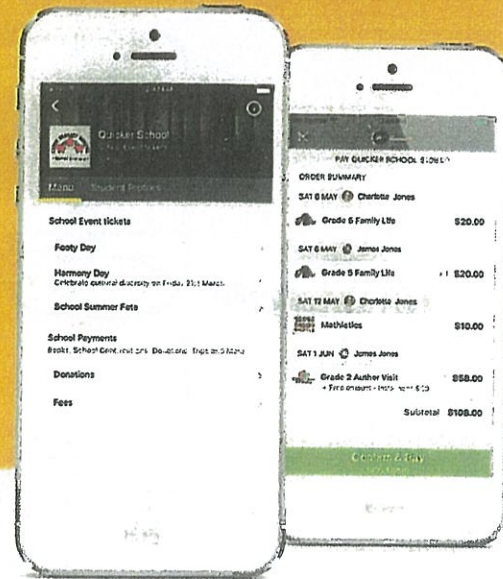 Quicker School
Menu
Student Profiles
School Event tickets
Footy Day
Harmony Day
Celebrate cultural diversity on Friday 21st March.
School Summer Fete
School Payments
Donations
Fees
PAY QUICKER SCHOOL
ORDER SUMMARY
SAT 6 MAY Charlotte Jones
Grade 5 Family Life $20.00
SAT 6 MAY James Jones
Grade 5 Family Life $20.00
SAT 12 MAY Charlotte Jones
Mathletics $10.00
SAT 1 JUN James Jones
Grade 2 Author Visit $58.00
Subtotal $108.00
Confirm & Pay